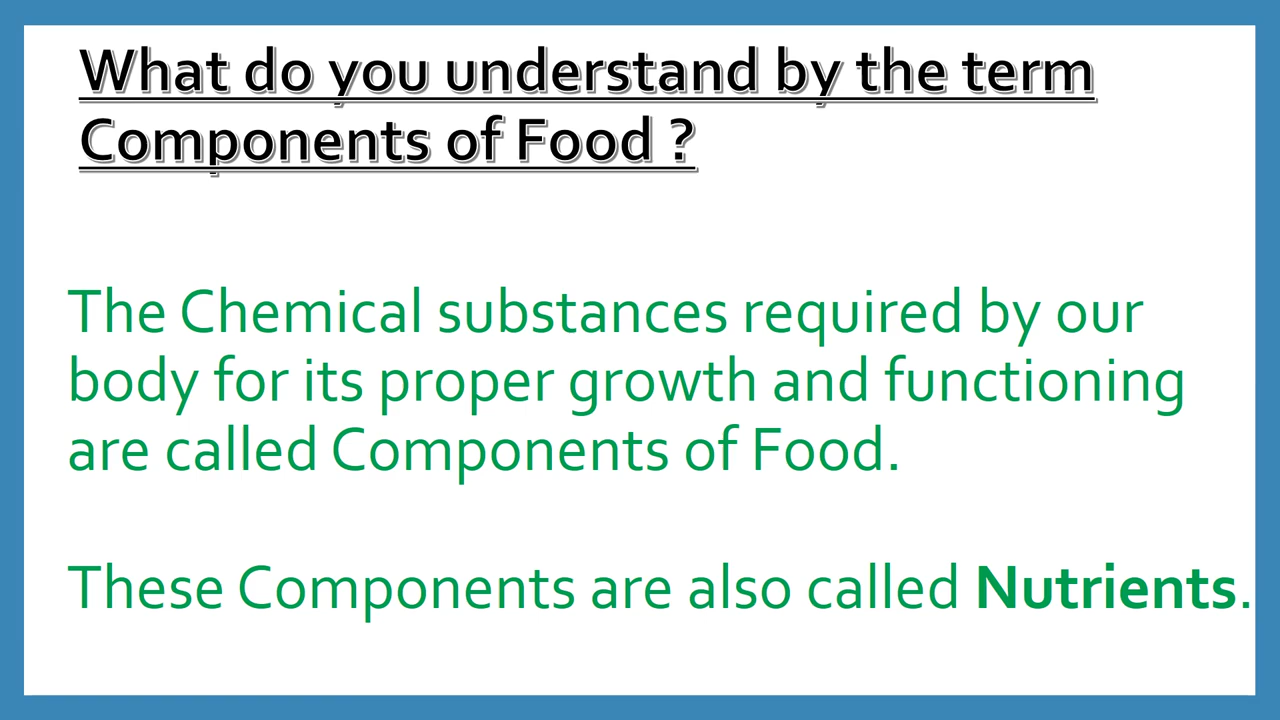 What do you understand by the term
Components of Food ?
The Chemical substances required by our
body for its proper growth and functioning
are called Components of Food.
These Components are also called Nutrients.